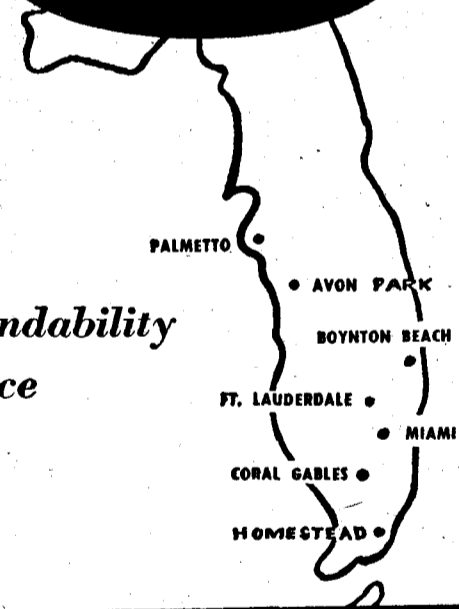 PALMETTO
AVON PARK
BOYNTON BEACH
ndability
ce
FT. LAUDERDALE
MIAMI
CORAL GABLES
HOMESTEAD